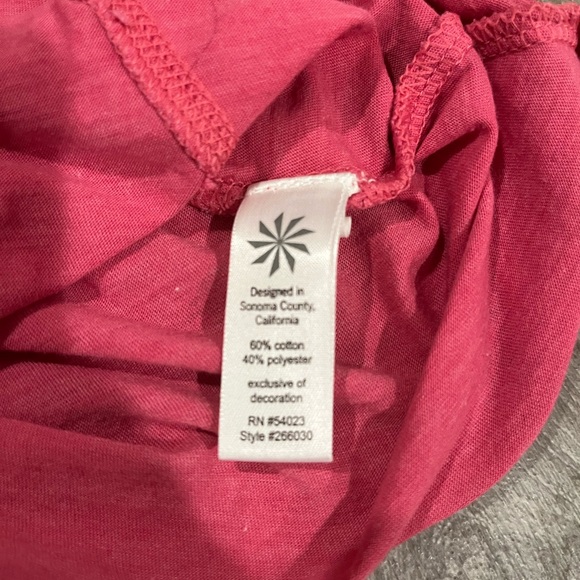 Designed in
Sonoma County,
California
60% cotton
40% polyester
exclusive of
decoration
RN #54023
Style #266030